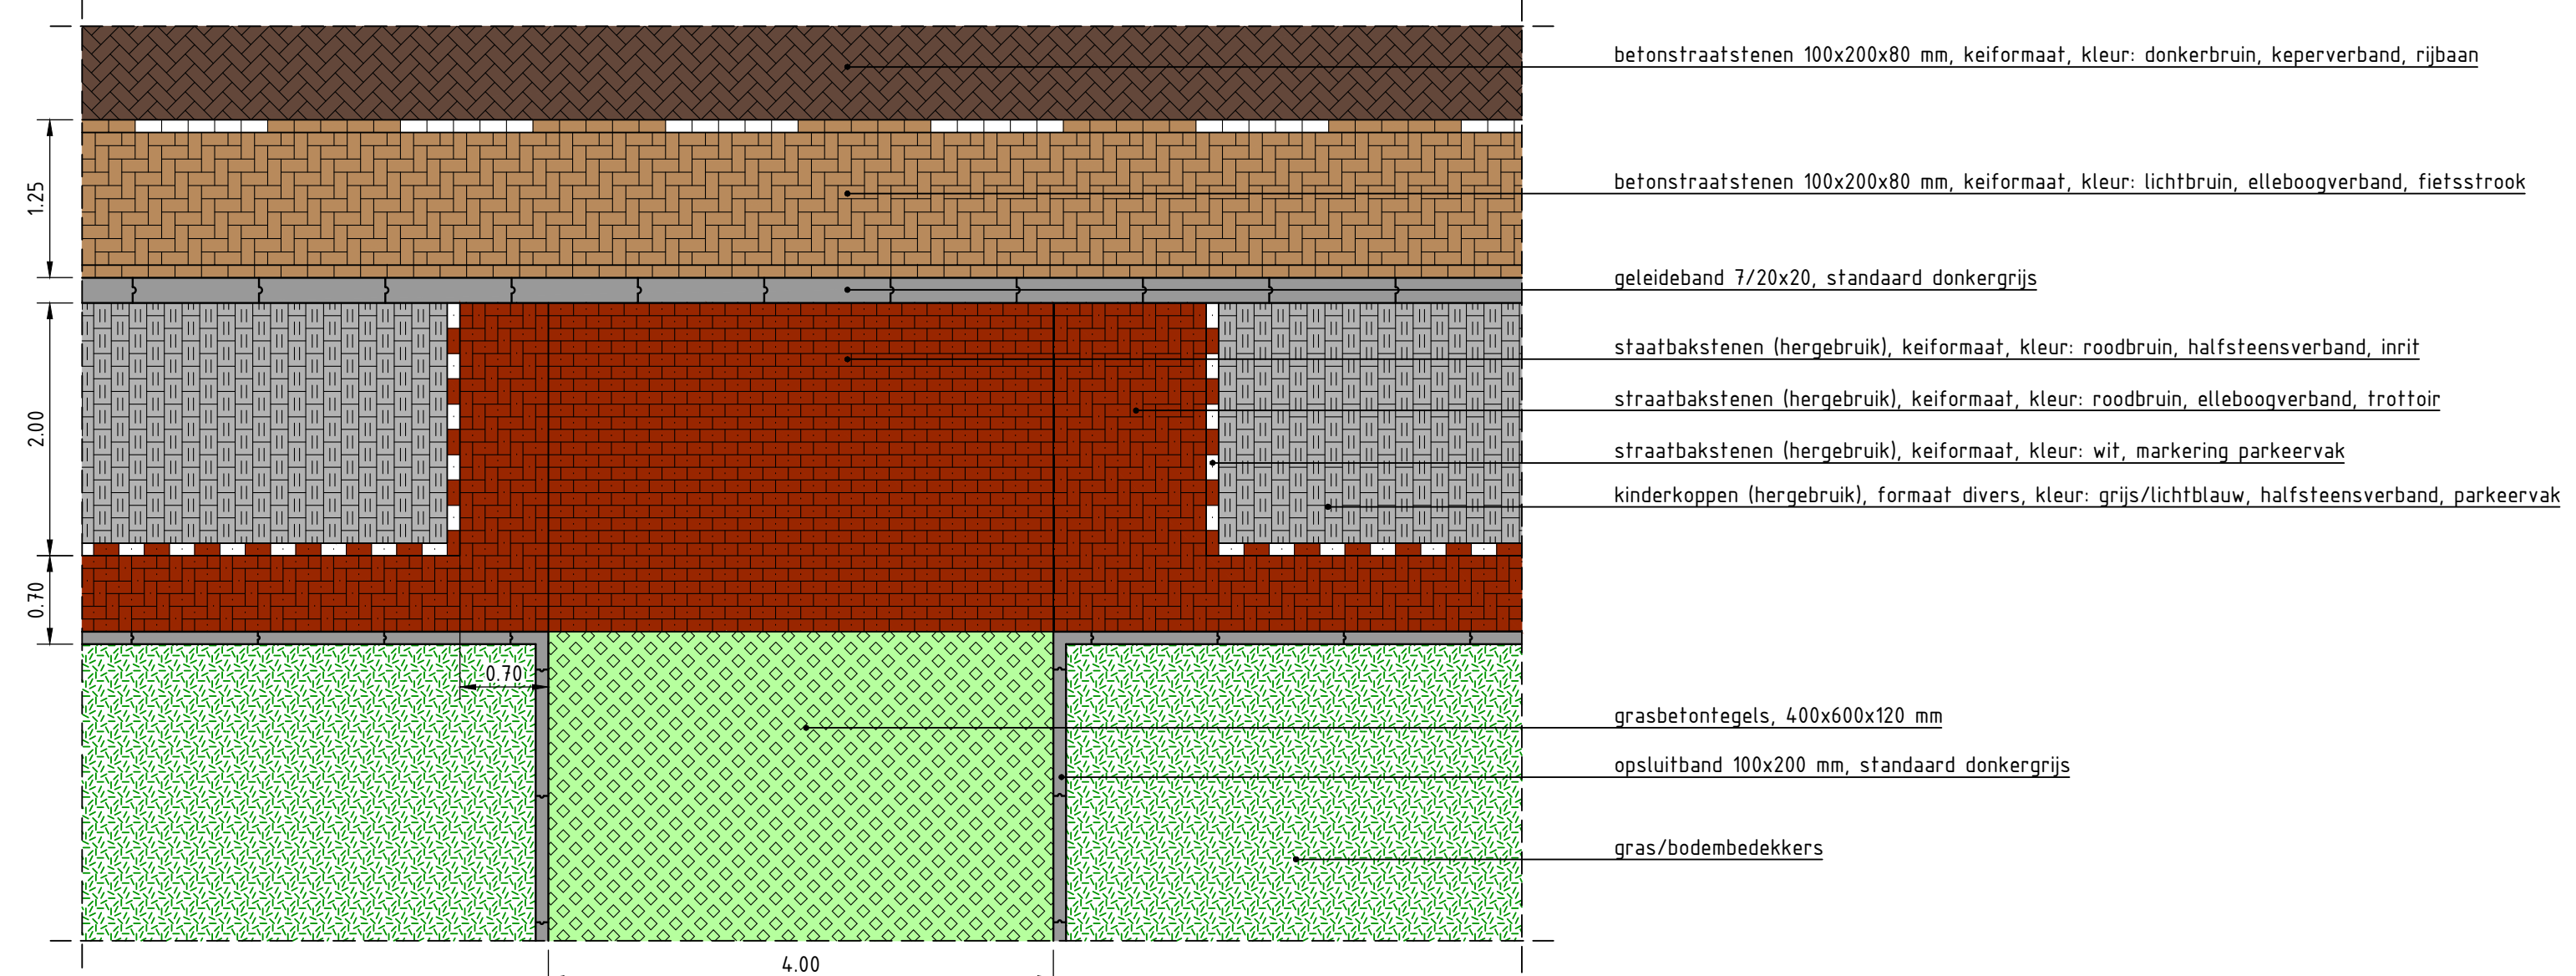 betonstraatstenen 100x200x80 mm, keiformaat, kleur: donkerbruin, keperverband, rijbaan
1.25
betonstraatstenen 100x200x80 mm, keiformaat, kleur: lichtbruin, elleboogverband, fietsstrook
geleideband 7/20x20, standaard donkergrijs
staatbakstenen (hergebruik), keiformaat, kleur: roodbruin, halfsteensverband, inrit
straatbakstenen (hergebruik), keiformaat, kleur: roodbruin, elleboogverband, trottoir
2.00
straatbakstenen (hergebruik), keiformaat, kleur: wit, markering parkeervak
kinderkoppen (hergebruik), formaat divers, kleur: grijs/lichtblauw, halfsteensverband, parkeervak
0.70
0.70
grasbetontegels, 400x600x120 mm
opsluitband 100x200 mm, standaard donkergrijs
gras/bodembedekkers
4.00